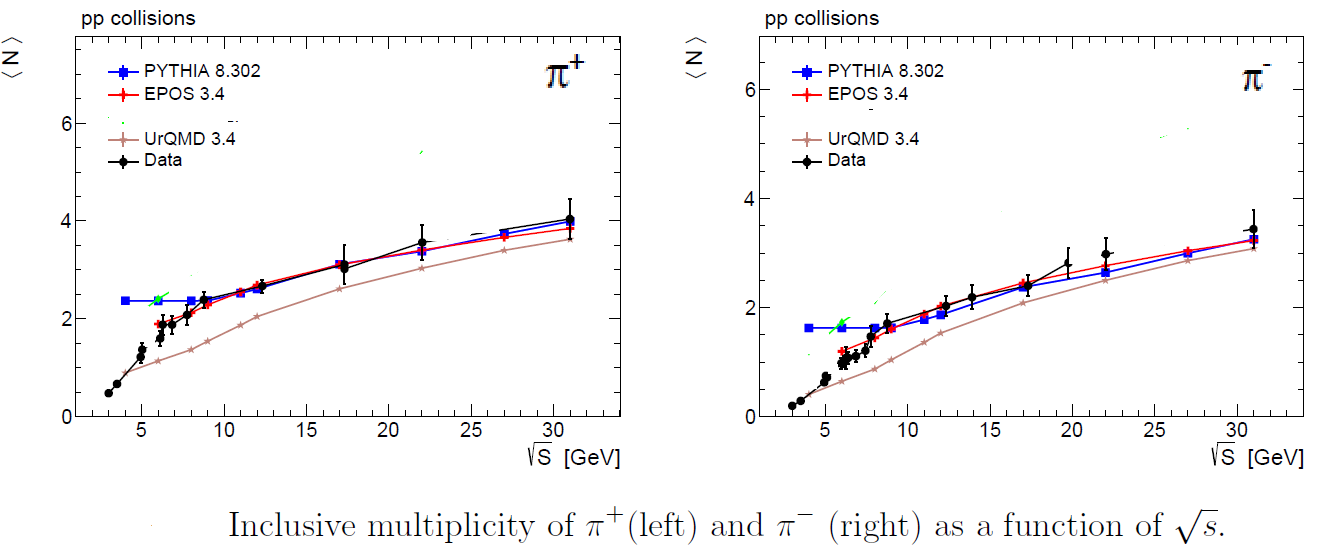 pp collisions
⟨ N ⟩
π⁺
PYTHIA 8.302
EPOS 3.4
UrQMD 3.4
Data
6
4
2
0
5 10 15 20 25 30
√S [GeV]
pp collisions
⟨ N ⟩
π⁻
PYTHIA 8.302
EPOS 3.4
UrQMD 3.4
Data
6
4
2
0
5 10 15 20 25 30
√S [GeV]
Inclusive multiplicity of π⁺(left) and π⁻ (right) as a function of √s.